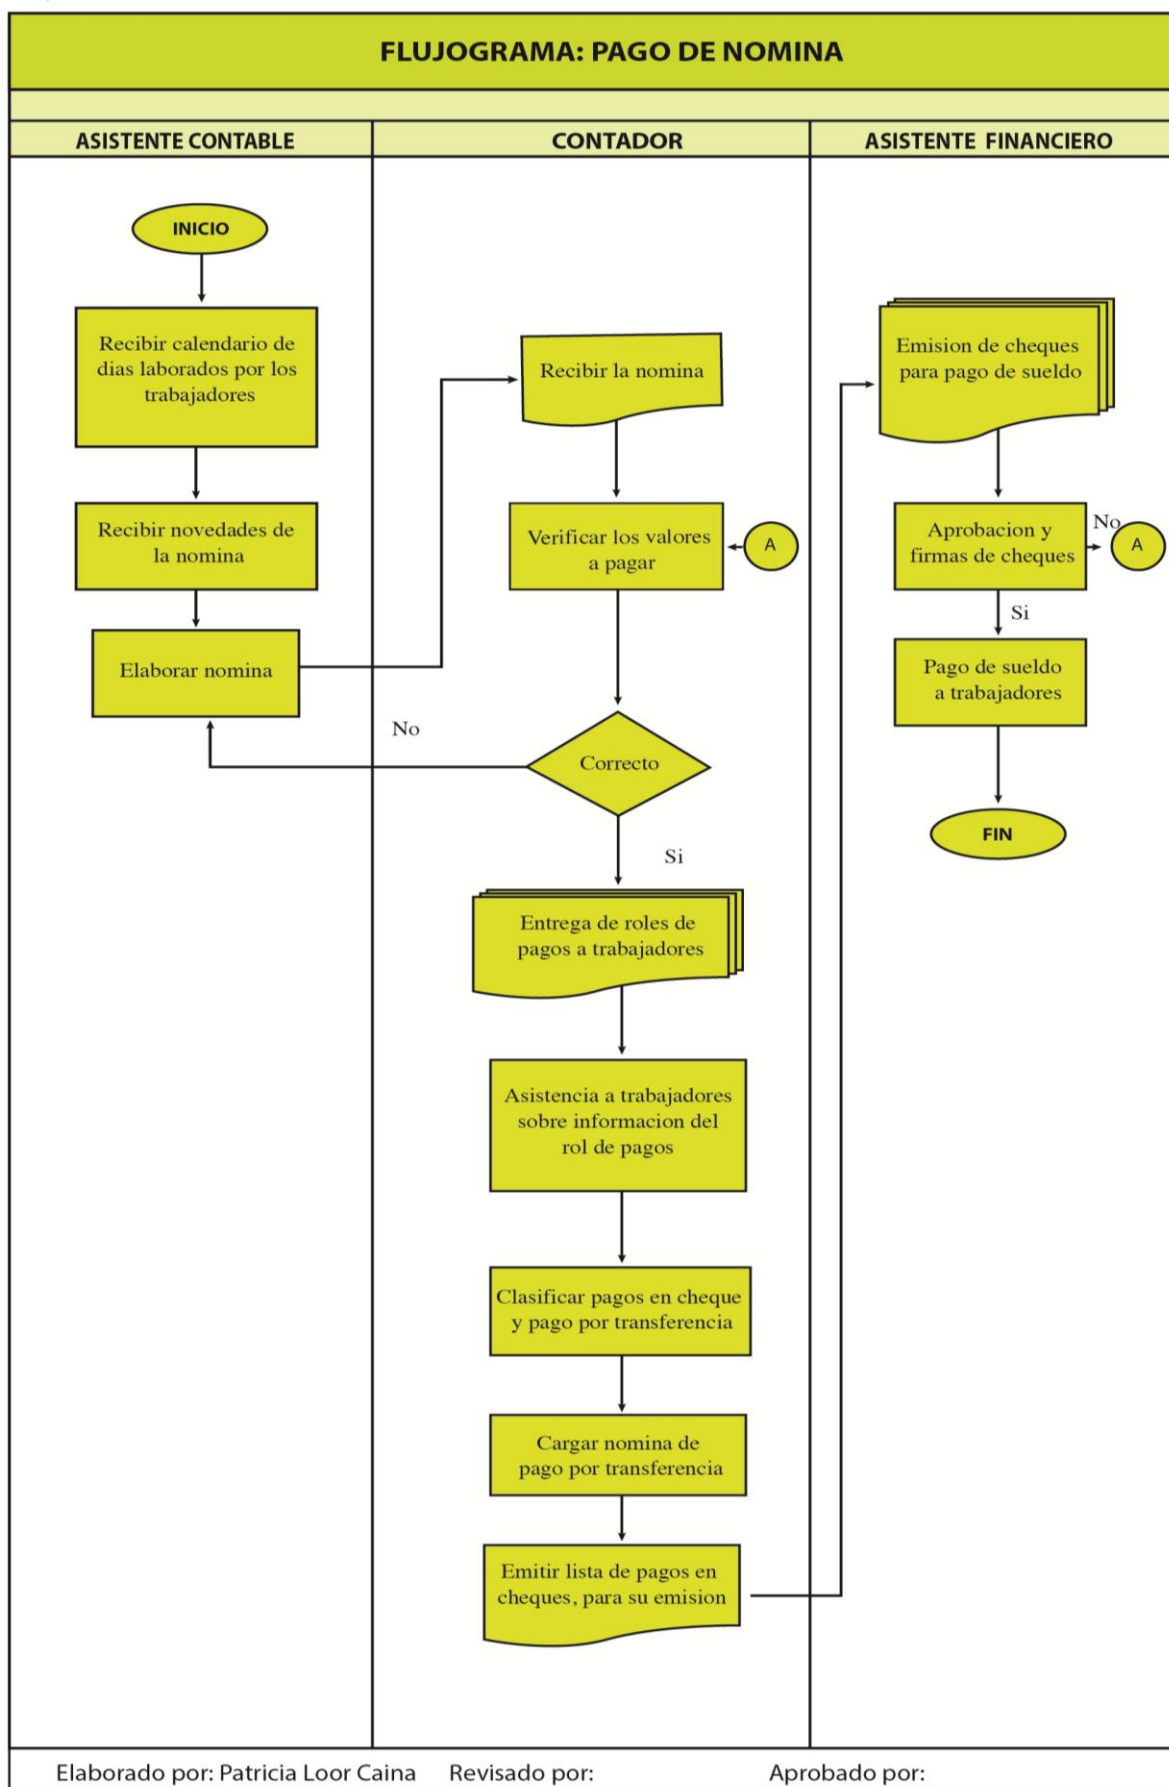 FLUJOGRAMA: PAGO DE NOMINA
ASISTENTE CONTABLE
CONTADOR
ASISTENTE FINANCIERO
INICIO
Recibir calendario de
dias laborados por los
trabajadores
Recibir novedades de
la nomina
Elaborar nomina
Recibir la nomina
Verificar los valores
a pagar
A
Correcto
No
Si
Entrega de roles de
pagos a trabajadores
Asistencia a trabajadores
sobre informacion del
rol de pagos
Clasificar pagos en cheque
y pago por transferencia
Cargar nomina de
pago por transferencia
Emitir lista de pagos en
cheques, para su emision
Emision de cheques
para pago de sueldo
Aprobacion y
firmas de cheques
No
A
Si
Pago de sueldo
a trabajadores
FIN
Elaborado por: Patricia Loor Caina
Revisado por:
Aprobado por: